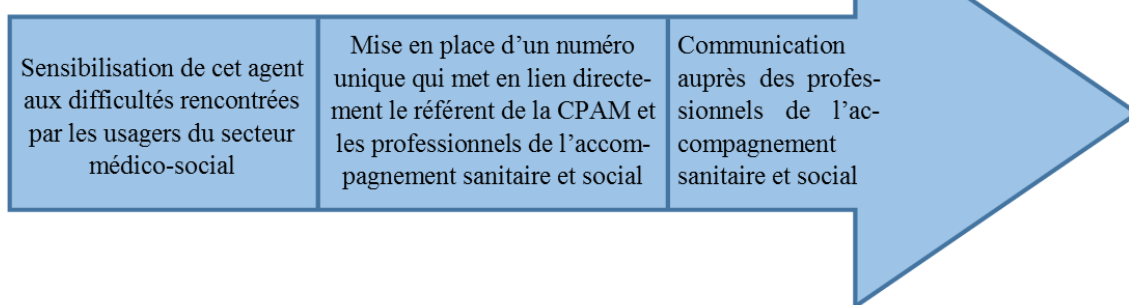 Sensibilisation de cet agent
aux difficultés rencontrées
par les usagers du secteur
médico-social
Mise en place d’un numéro
unique qui met en lien directe-
ment le référent de la CPAM et
les professionnels de l’accom-
pagnement sanitaire et social
Communication
auprès des profes-
sionnels de l’ac-
compagnement
sanitaire et social